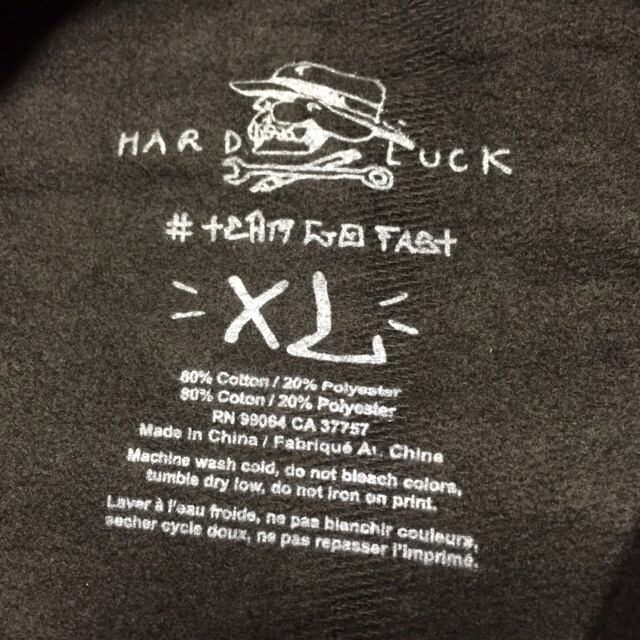 HARD LUCK
# TEAM GO FAST
XL
80% Cotton / 20% Polyester
80% Coton / 20% Polyester
RN 99064 CA 37757
Made in China / Fabriqué Au China
Machine wash cold, do not bleach colors,
tumble dry low, do not iron on print.
Laver à l'eau froide, ne pas blanchir couleurs,
secher cycle doux, ne pas repasser l'imprimé.